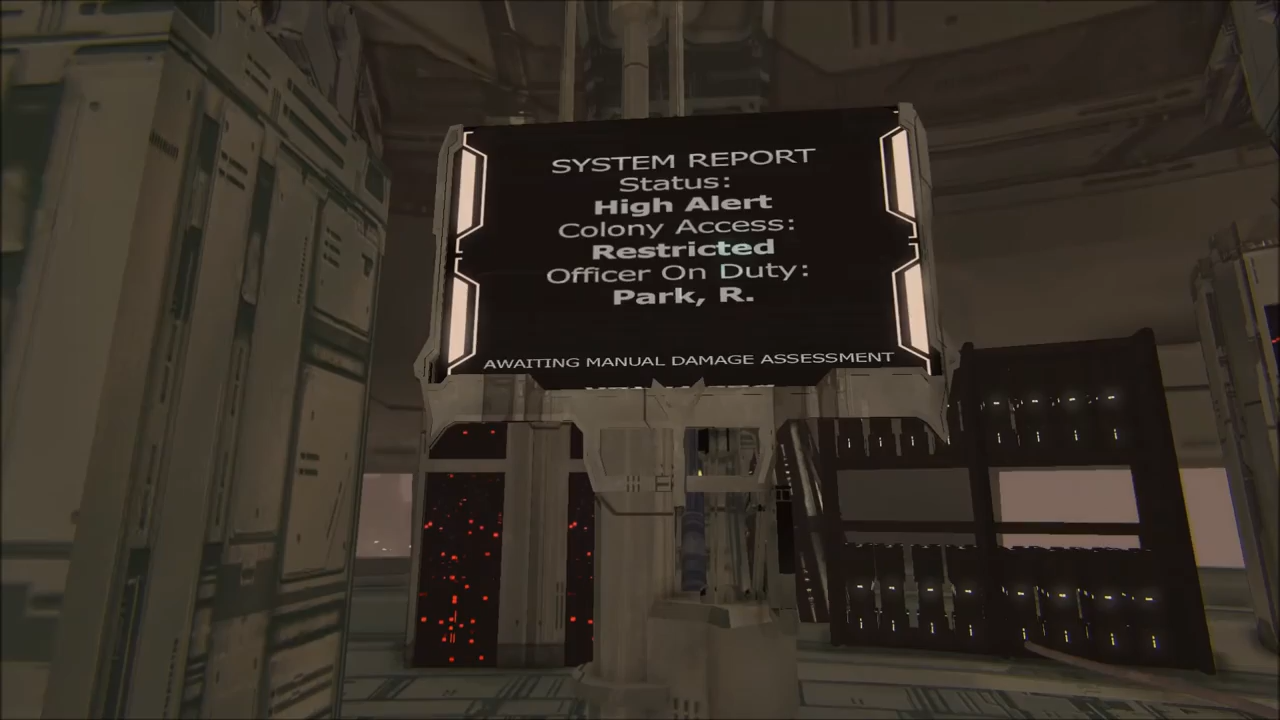 SYSTEM REPORT
Status:
High Alert
Colony Access:
Restricted
Officer On Duty:
Park, R.
AWAITING MANUAL DAMAGE ASSESSMENT